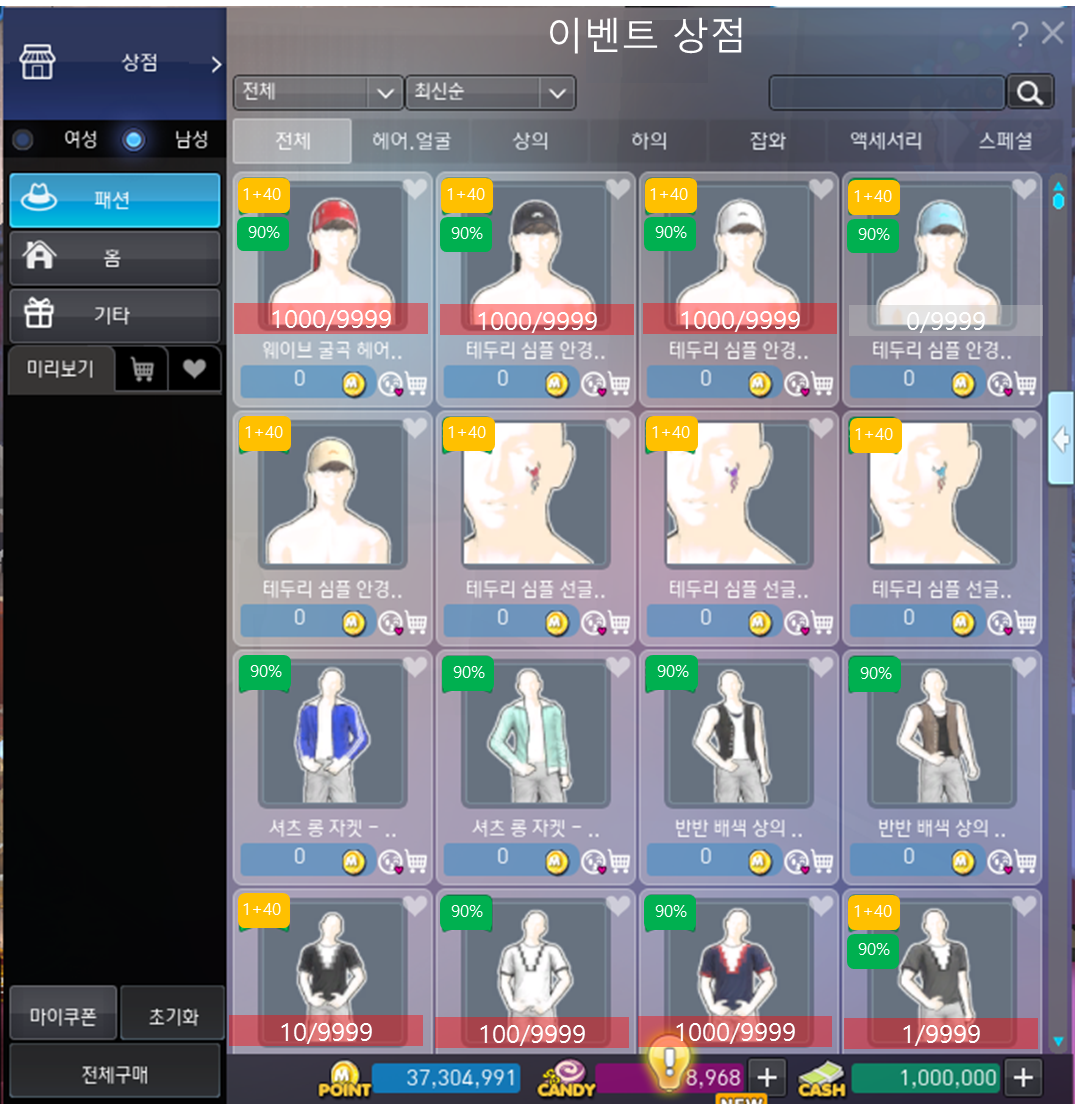 이벤트 상점
?
상점
여성 남성
패션
홈
기타
미리보기
마이쿠폰 초기화
전체구매
전체 최신순
전체 헤어.얼굴 상의 하의 잡화 액세서리 스페셜
1+40 1+40 1+40 1+40
90% 90% 90% 90%
1000/9999 1000/9999 1000/9999 0/9999
웨이브 굴곡 헤어.. 테두리 심플 안경.. 테두리 심플 안경.. 테두리 심플 안경..
0 M 0 M 0 M 0 M
1+40 1+40 1+40 1+40
테두리 심플 안경.. 테두리 심플 선글.. 테두리 심플 선글.. 테두리 심플 선글..
0 M 0 M 0 M 0 M
90% 90% 90% 90%
셔츠 롱 자켓 - .. 셔츠 롱 자켓 - .. 반반 배색 상의 .. 반반 배색 상의 ..
0 M 0 M 0 M 0 M
1+40 90% 90% 1+40
90%
10/9999 100/9999 1000/9999 1/9999
M POINT 37,304,991 CANDY 8,968 + CASH 1,000,000 +
NEW